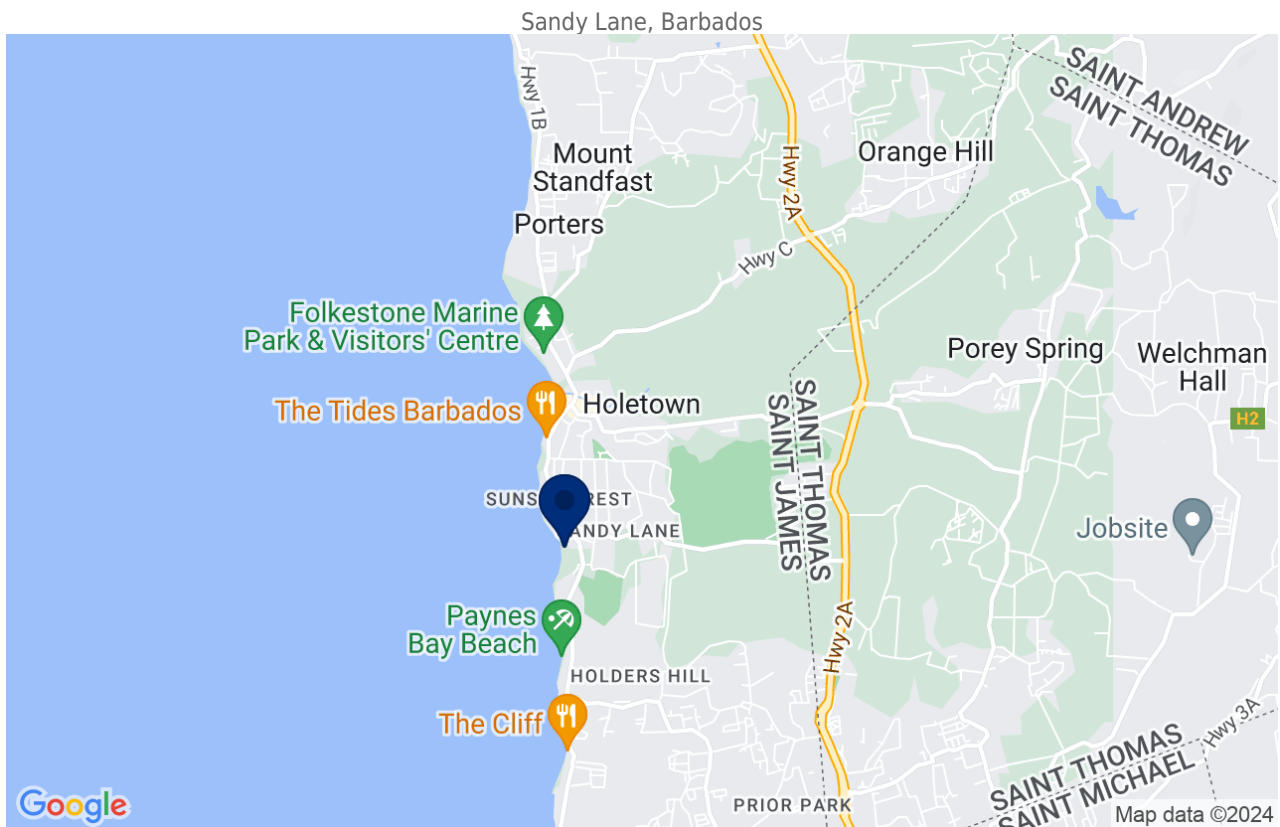 Sandy Lane, Barbados
Hwy 1B
SAINT ANDREW
SAINT THOMAS
Mount
Standfast
Orange Hill
Hwy 2A
Porters
Hwy C
Folkestone Marine
Park & Visitors' Centre
Porey Spring
Welchman
Hall
The Tides Barbados
Holetown
H2
SAINT THOMAS
SAINT JAMES
REST
LANE
Jobsite
Paynes
Bay Beach
Hwy 2A
HOLDERS HILL
The Cliff
Hwy 3A
SAINT THOMAS
SAINT MICHAEL
PRIOR PARK
Google
Map data ©2024